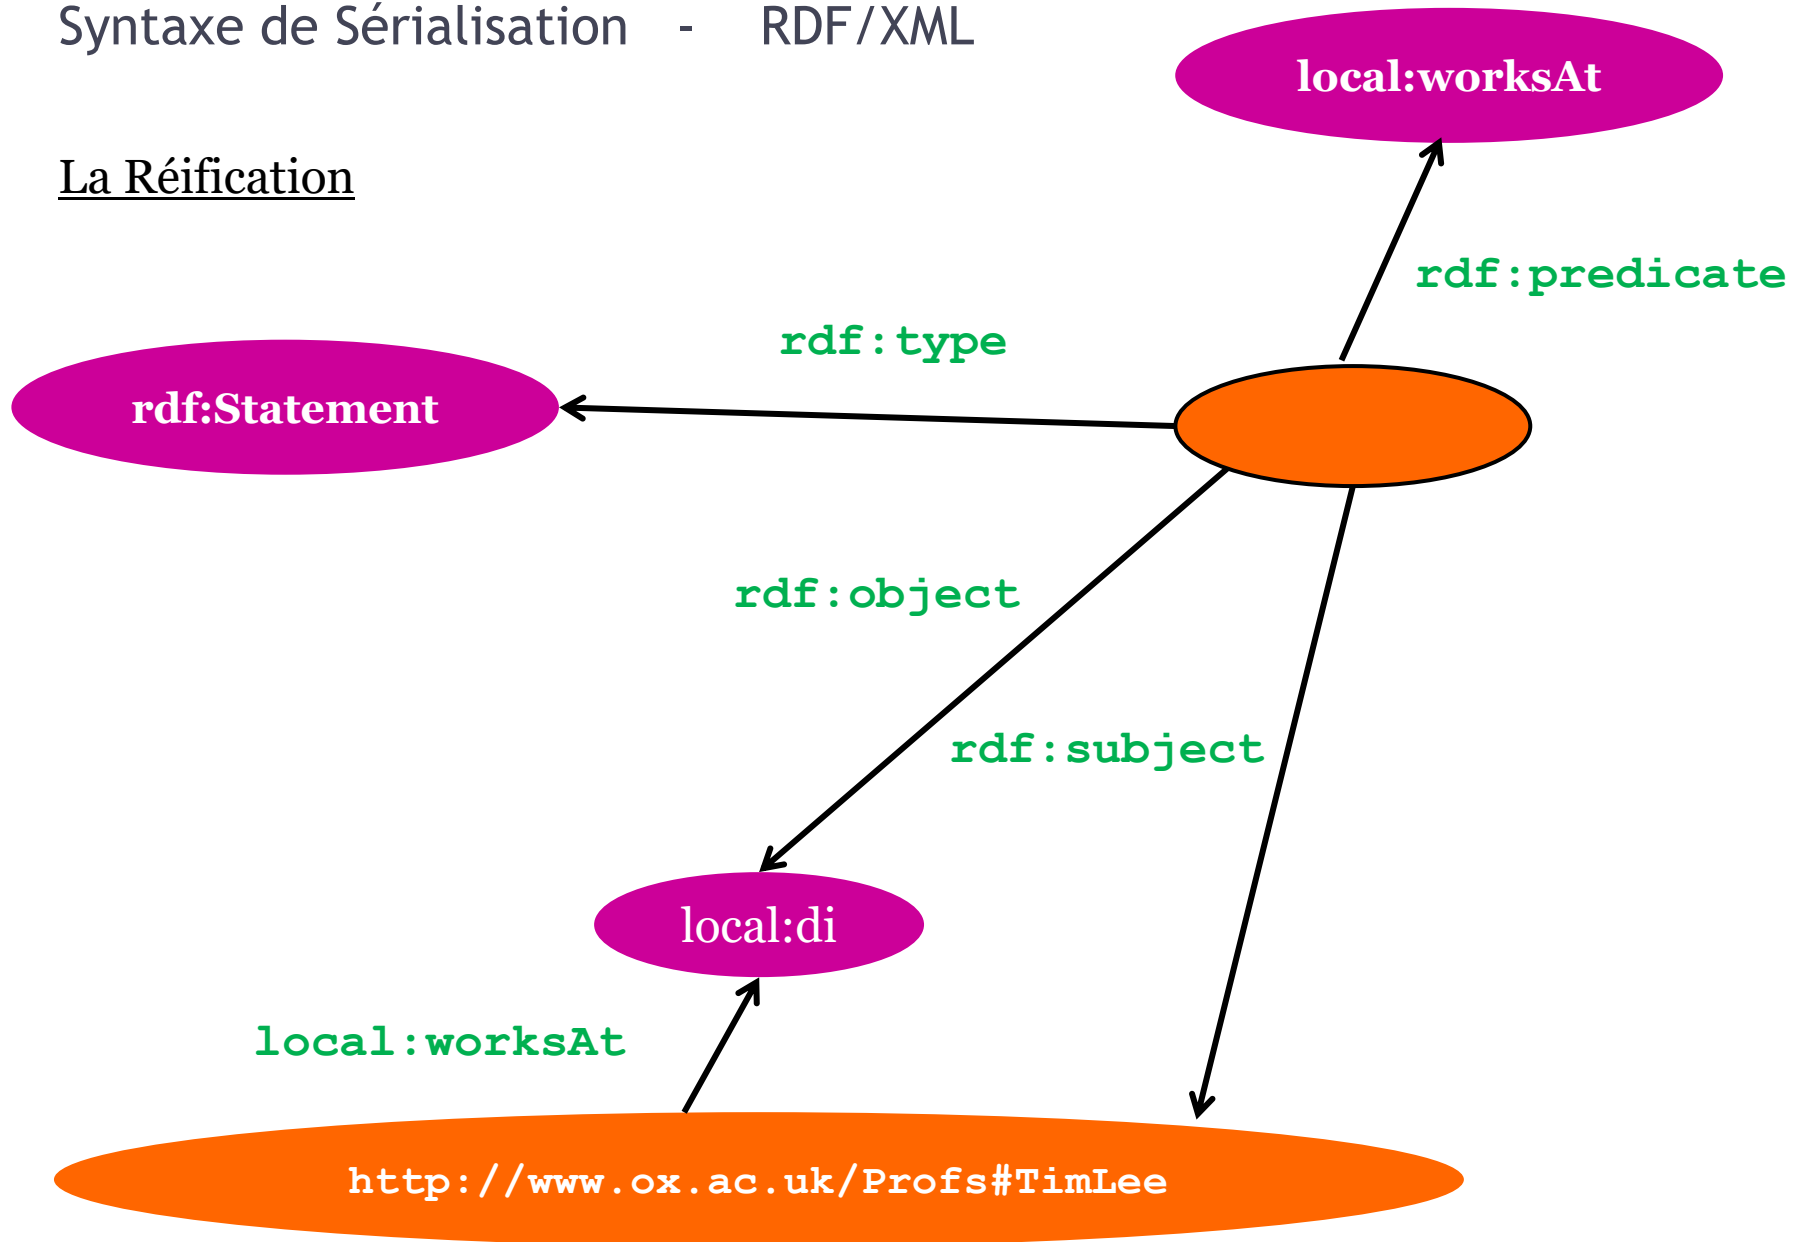 Syntaxe de Sérialisation - RDF/XML
local:worksAt
La Réification
rdf:predicate
rdf:type
rdf:Statement
rdf:object
rdf:subject
local:di
local:worksAt
http://www.ox.ac.uk/Profs#TimLee